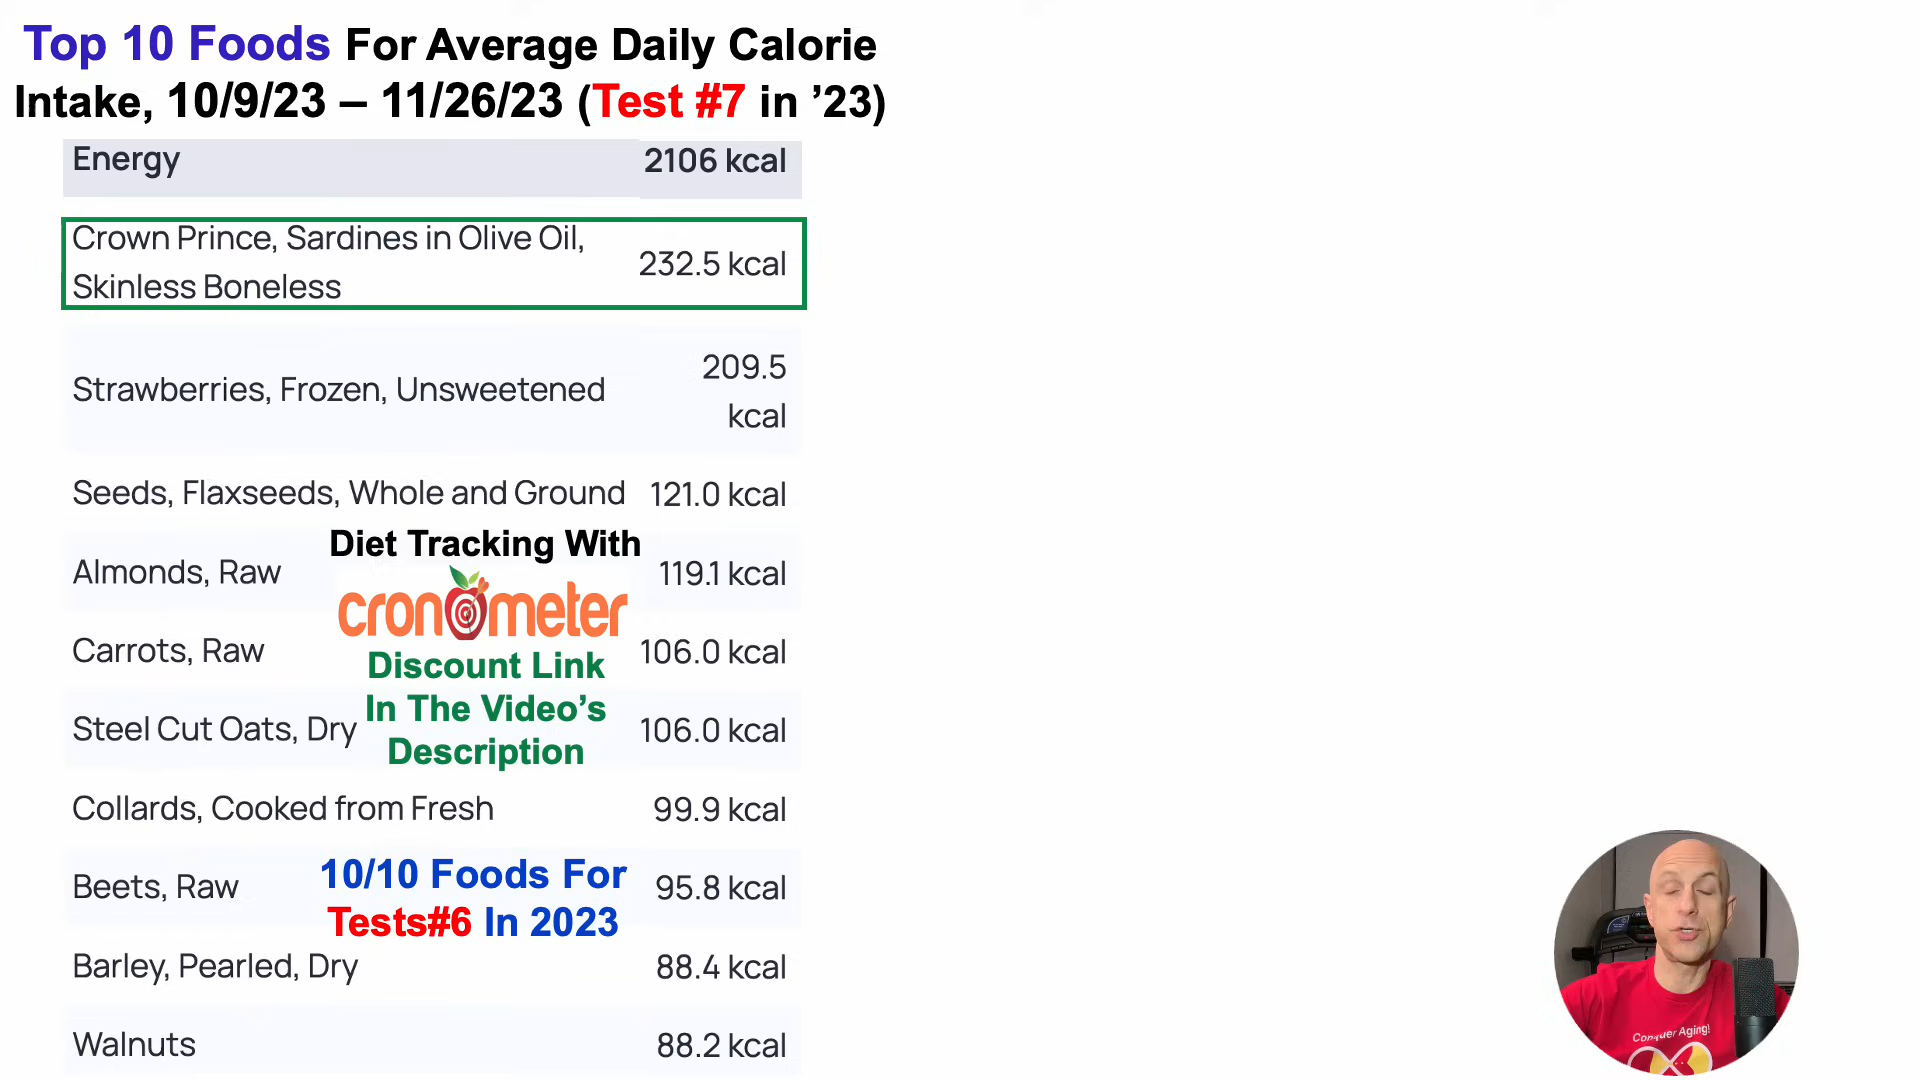 Top 10 Foods For Average Daily Calorie
Intake, 10/9/23 – 11/26/23 (Test #7 in ’23)
Energy 2106 kcal
Crown Prince, Sardines in Olive Oil,
Skinless Boneless 232.5 kcal
Strawberries, Frozen, Unsweetened 209.5
kcal
Seeds, Flaxseeds, Whole and Ground 121.0 kcal
Diet Tracking With
Almonds, Raw 119.1 kcal
cronometer
Carrots, Raw 106.0 kcal
Discount Link
In The Video’s
Description
Steel Cut Oats, Dry 106.0 kcal
Collards, Cooked from Fresh 99.9 kcal
Beets, Raw 95.8 kcal
10/10 Foods For
Tests#6 In 2023
Barley, Pearled, Dry 88.4 kcal
Walnuts 88.2 kcal
Conquer Aging!